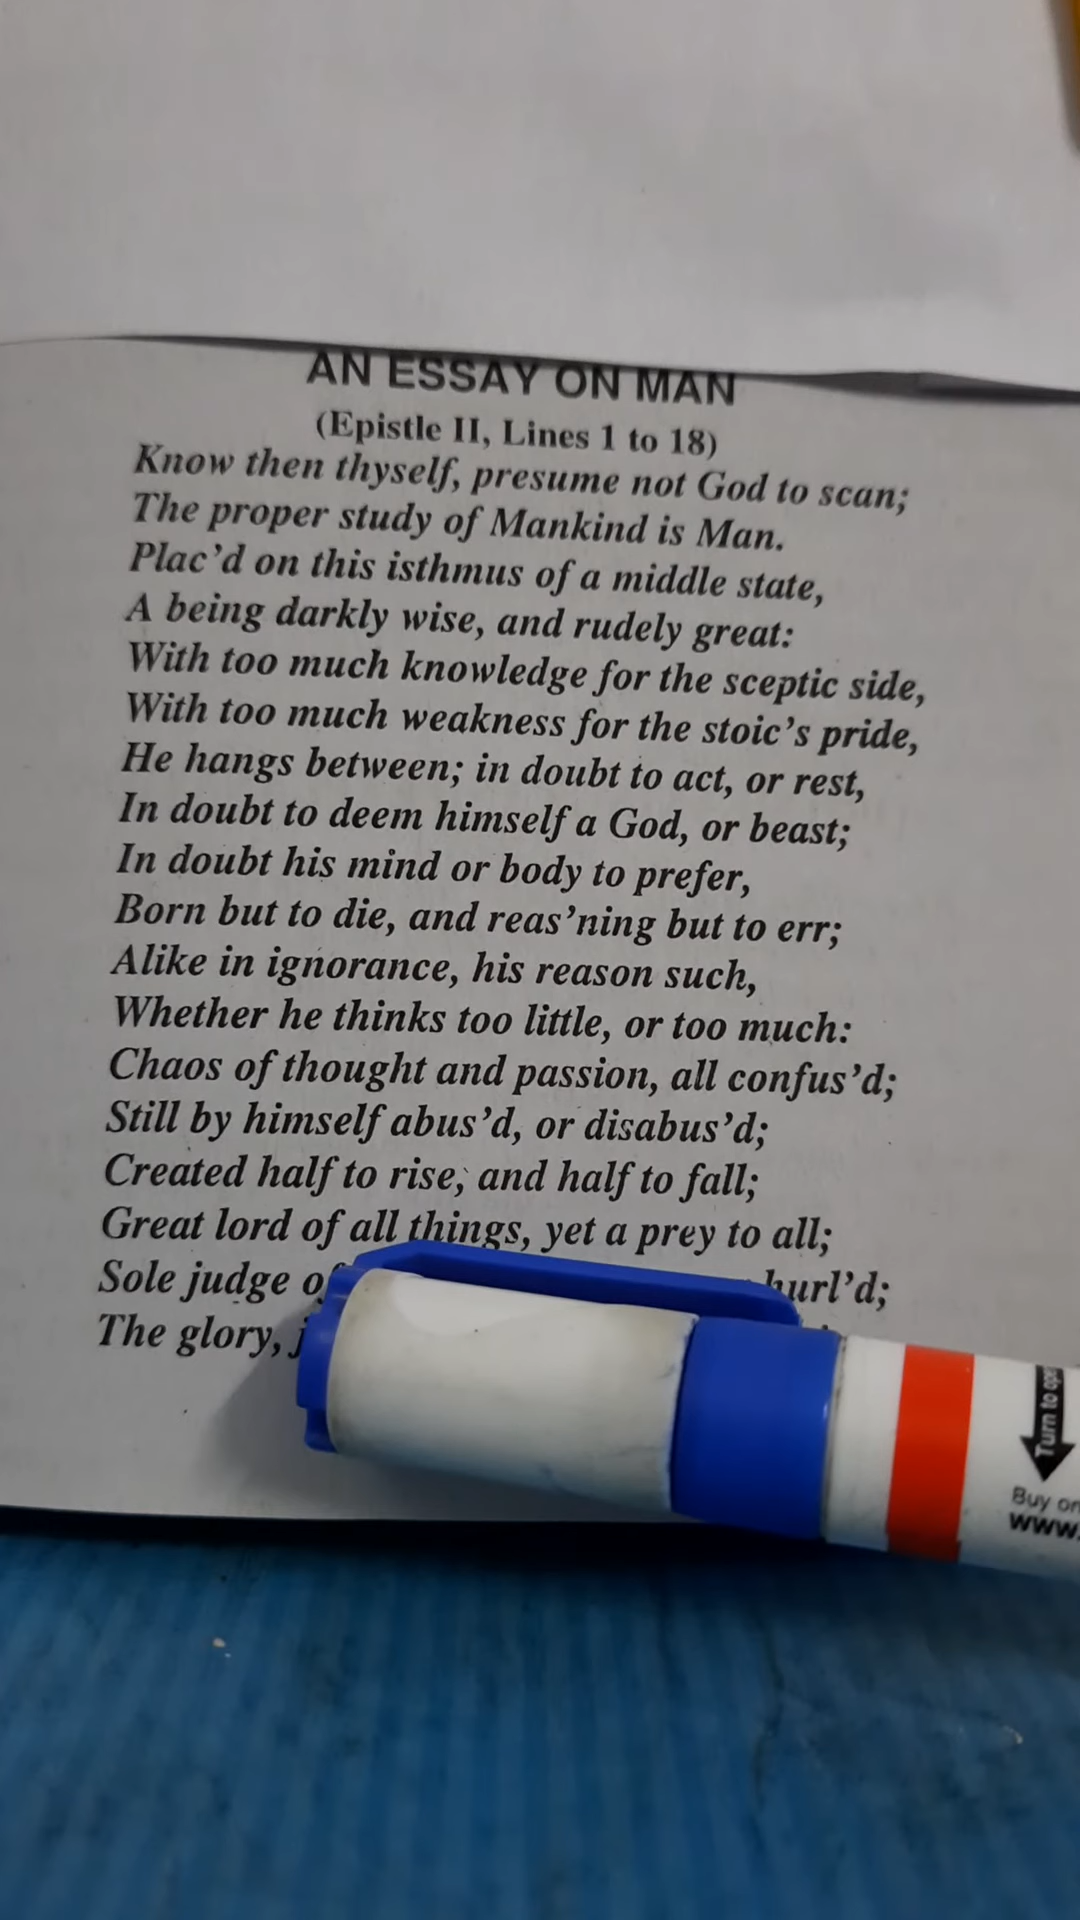 AN ESSAY ON MAN
(Epistle II, Lines 1 to 18)
Know then thyself, presume not God to scan;
The proper study of Mankind is Man.
Plac'd on this isthmus of a middle state,
A being darkly wise, and rudely great:
With too much knowledge for the sceptic side,
With too much weakness for the stoic's pride,
He hangs between; in doubt to act, or rest,
In doubt to deem himself a God, or beast;
In doubt his mind or body to prefer,
Born but to die, and reas'ning but to err;
Alike in ignorance, his reason such,
Whether he thinks too little, or too much:
Chaos of thought and passion, all confus'd;
Still by himself abus'd, or disabus'd;
Created half to rise, and half to fall;
Great lord of all things, yet a prey to all;
Sole judge of hurl'd;
The glory,
Turn to
Buy
www.